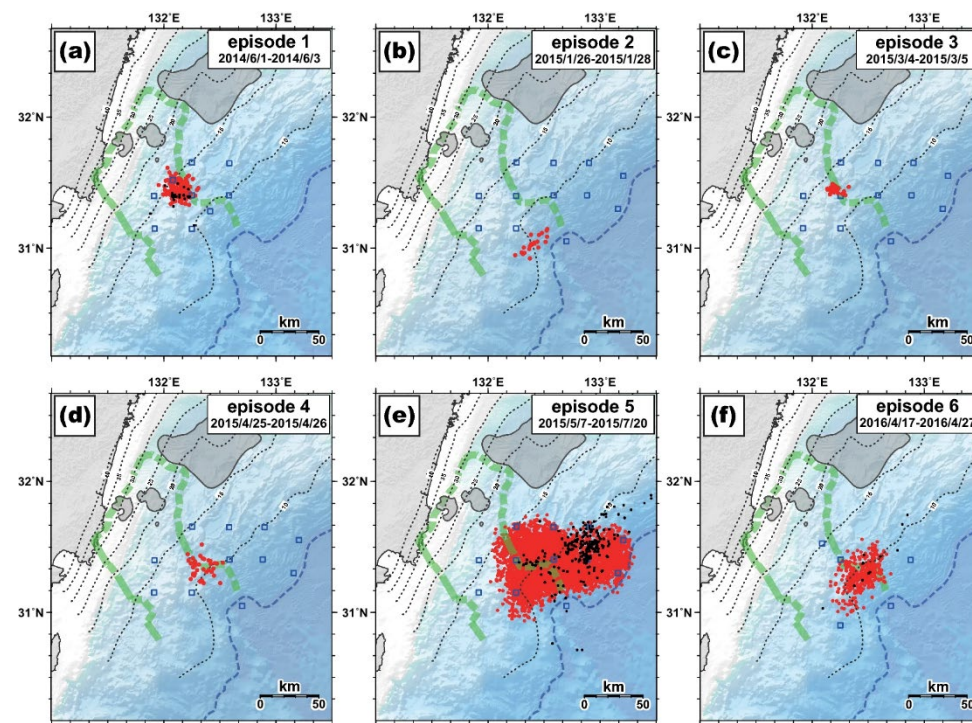 132°E 133°E 132°E 133°E 132°E 133°E
(a) episode 1 (b) episode 2 (c) episode 3
2014/6/1-2014/6/3 2015/1/26-2015/1/28 2015/3/4-2015/3/5
32°N 32°N 32°N
31°N 31°N 31°N
km km km
0 50 0 50 0 50
132°E 133°E 132°E 133°E 132°E 133°E
(d) episode 4 (e) episode 5 (f) episode 6
2015/4/25-2015/4/26 2015/5/7-2015/7/20 2016/4/17-2016/4/27
32°N 32°N 32°N
31°N 31°N 31°N
km km km
0 50 0 50 0 50